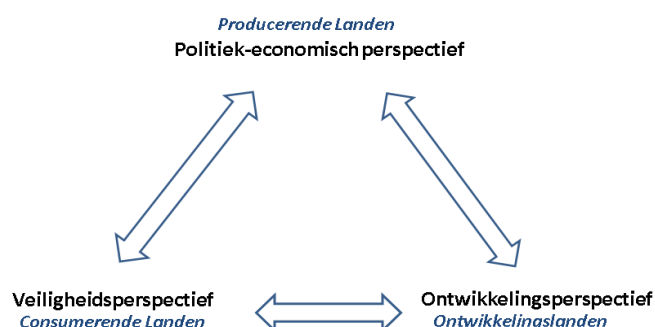 Producerende Landen
Politiek-economisch perspectief
Veiligheidsperspectief
Consumerende Landen
Ontwikkelingsperspectief
Ontwikkelingslanden